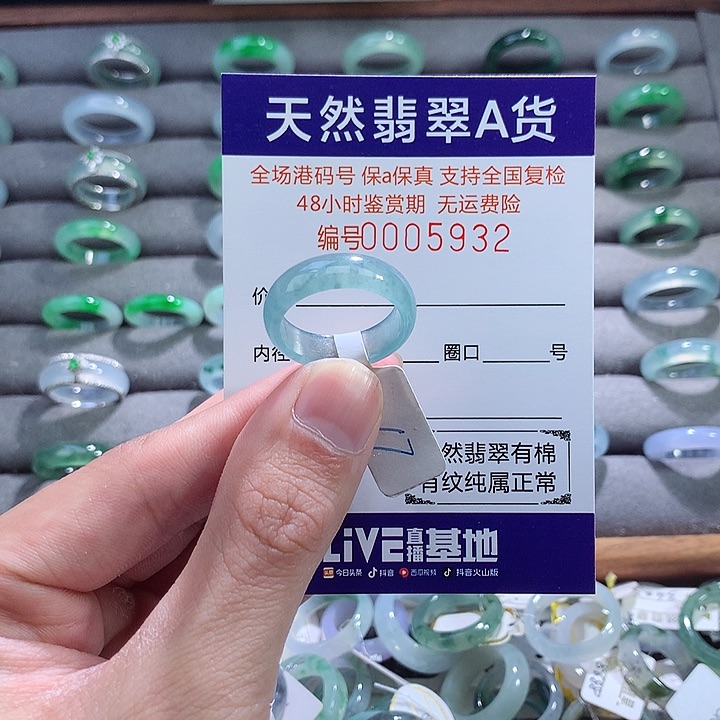 天然翡翠A货
全场港码号 保a保真 支持全国复检
48小时鉴赏期 无运费险
编号0005932
价
内径 圈口 号
然翡翠有棉
有纹纯属正常
LiVE直播基地
今日头条 抖音 西瓜视频 抖音火山版